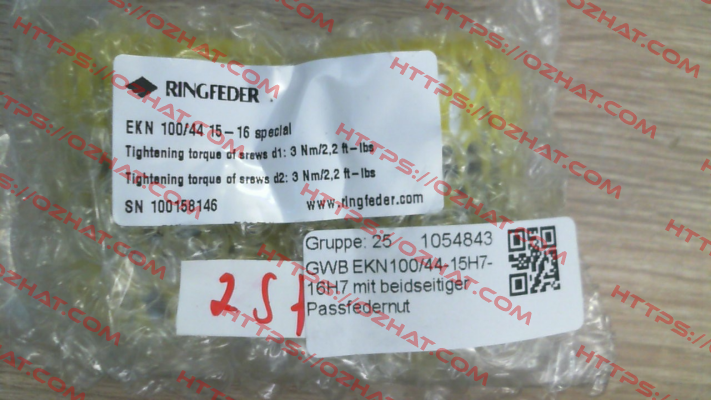 RINGFEDER
EKN 100/44 15-16 special
Tightening torque of srews d1: 3 Nm/2,2 ft-lbs
Tightening torque of srews d2: 3 Nm/2,2 ft-lbs
SN 100158146 www.ringfeder.com
Gruppe: 25 1054843
GWB EKN100/44-15H7-
16H7 mit beidseitiger
Passfedernut
2 S
HTTPS://OZHAT.COM